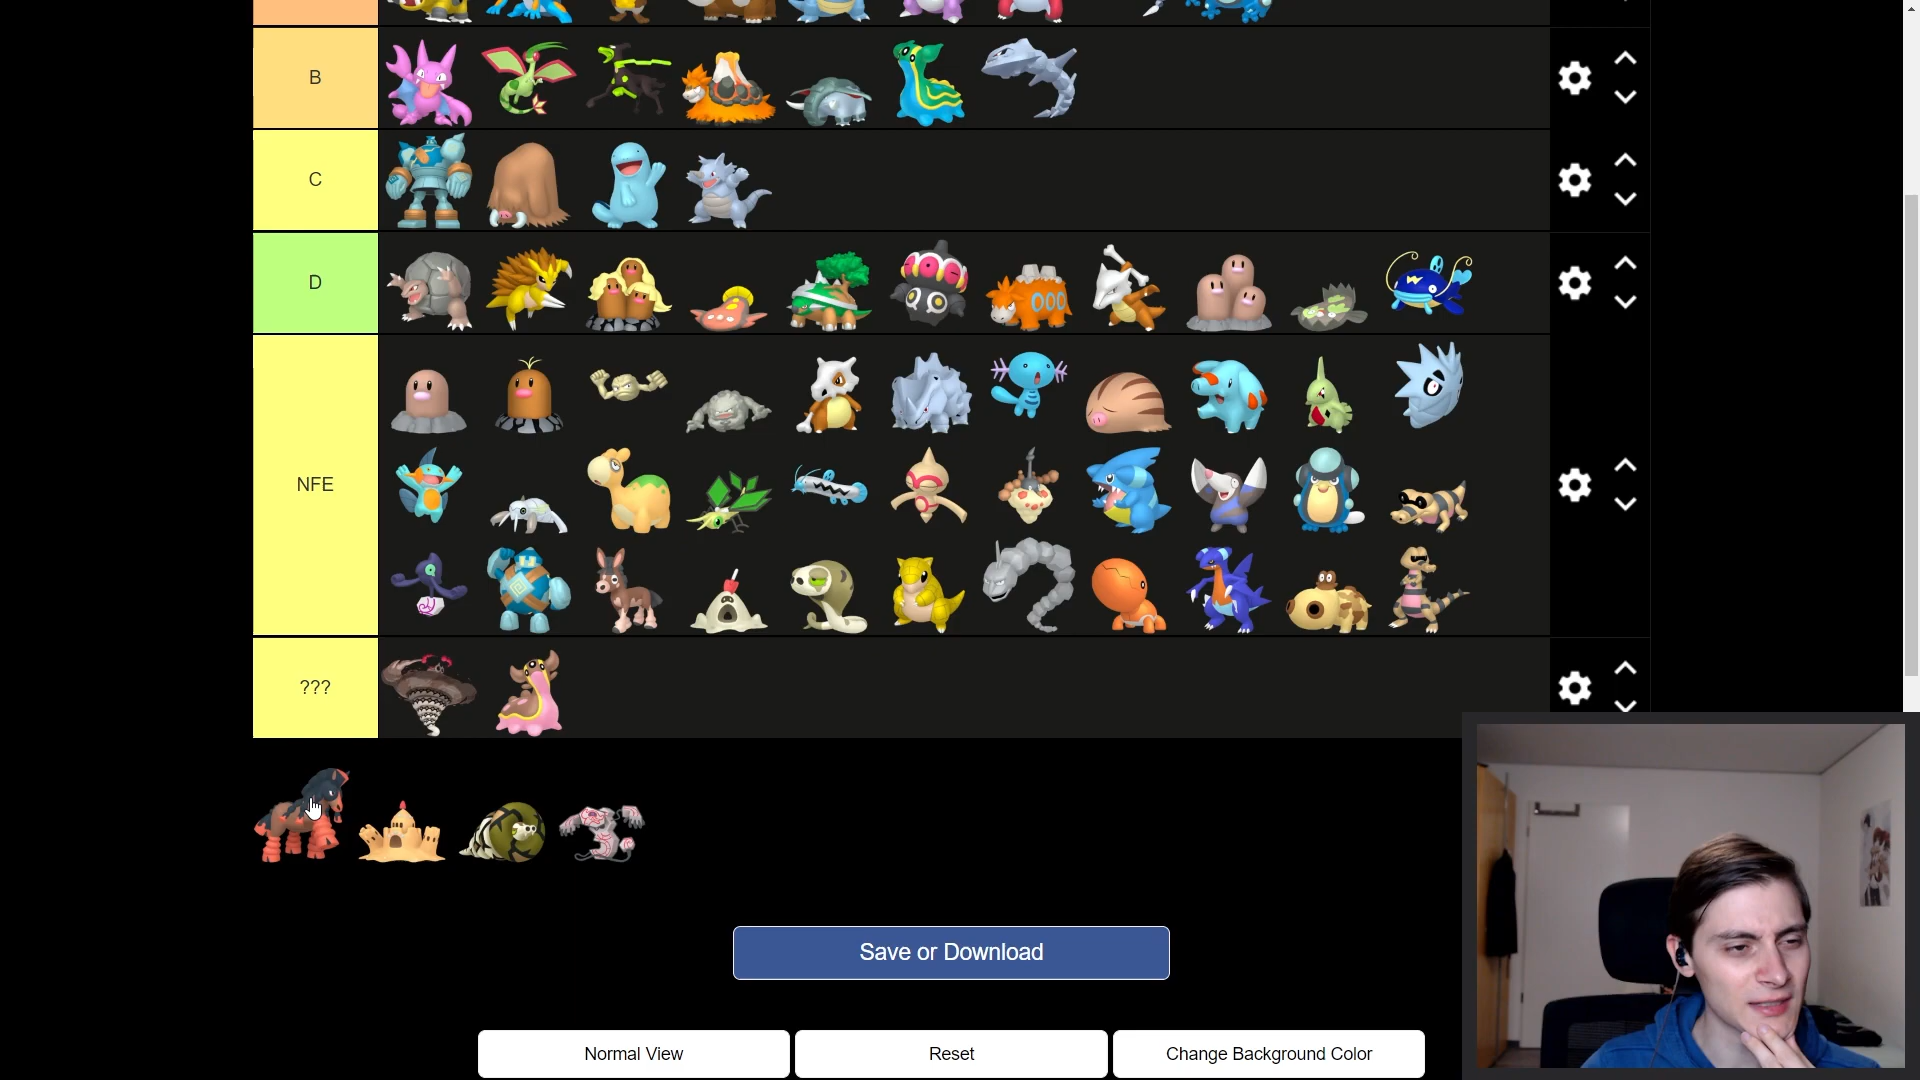 B
C
D
NFE
???
Save or Download
Normal View
Reset
Change Background Color